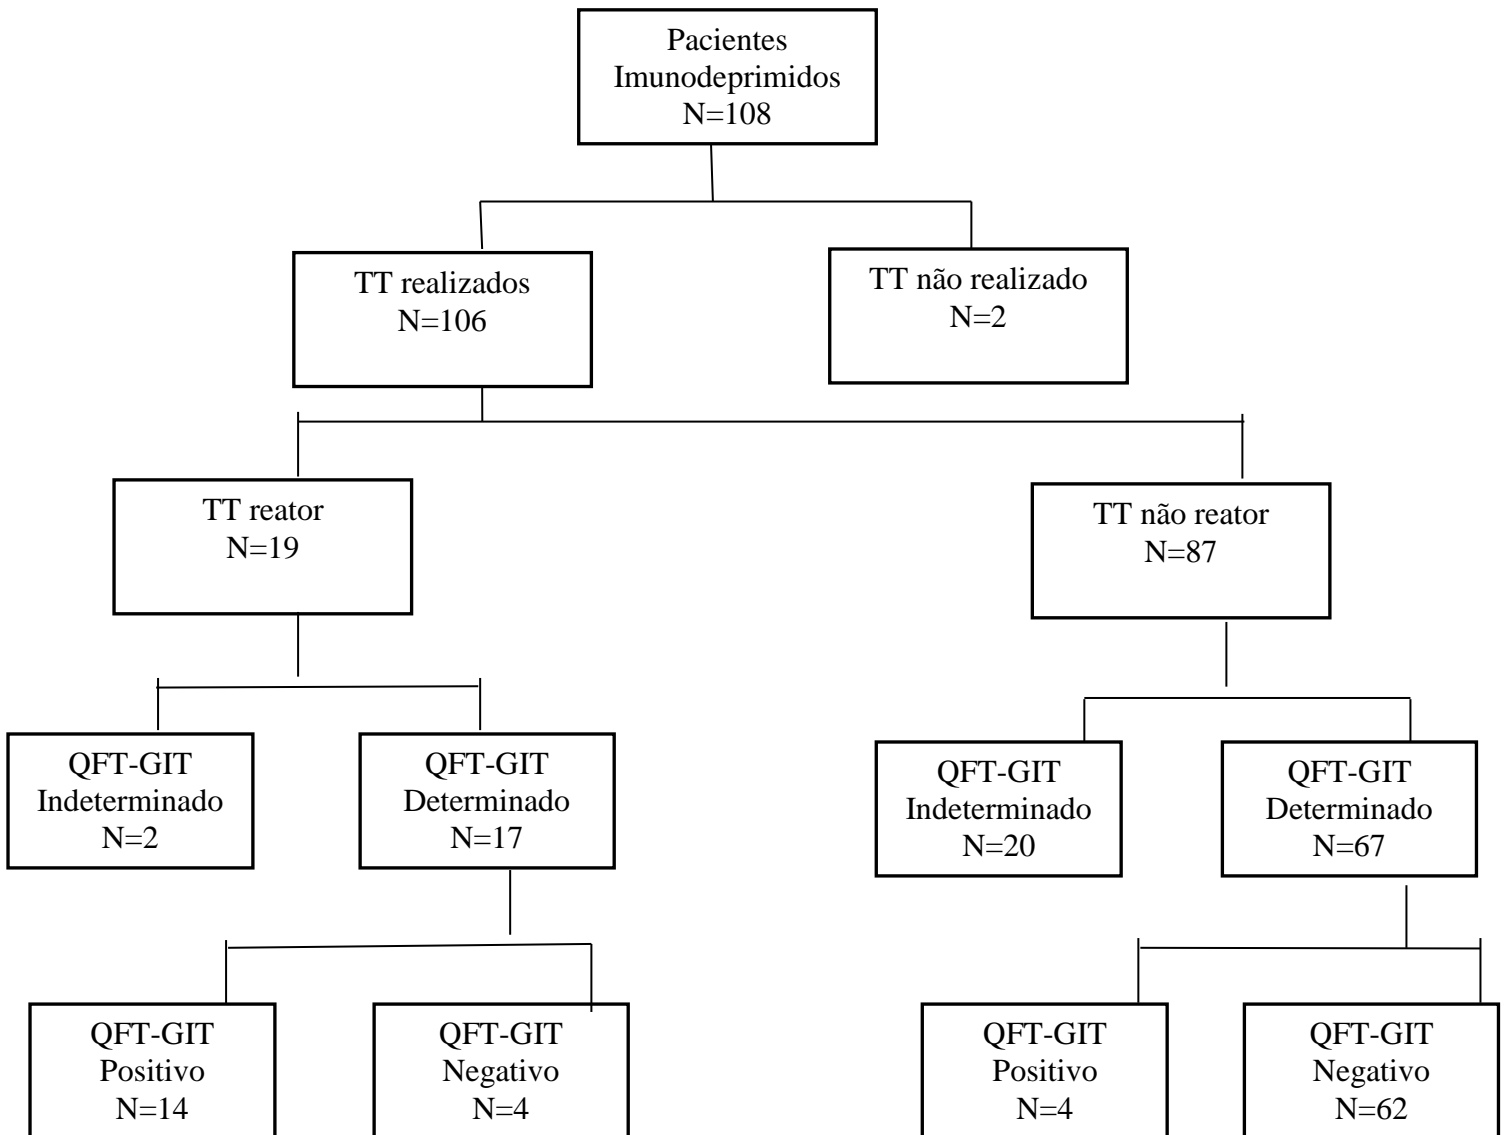 Pacientes
Imunodeprimidos
N=108
TT realizados
N=106
TT não realizado
N=2
TT reator
N=19
TT não reator
N=87
QFT-GIT
Indeterminado
N=2
QFT-GIT
Determinado
N=17
QFT-GIT
Indeterminado
N=20
QFT-GIT
Determinado
N=67
QFT-GIT
Positivo
N=14
QFT-GIT
Negativo
N=4
QFT-GIT
Positivo
N=4
QFT-GIT
Negativo
N=62